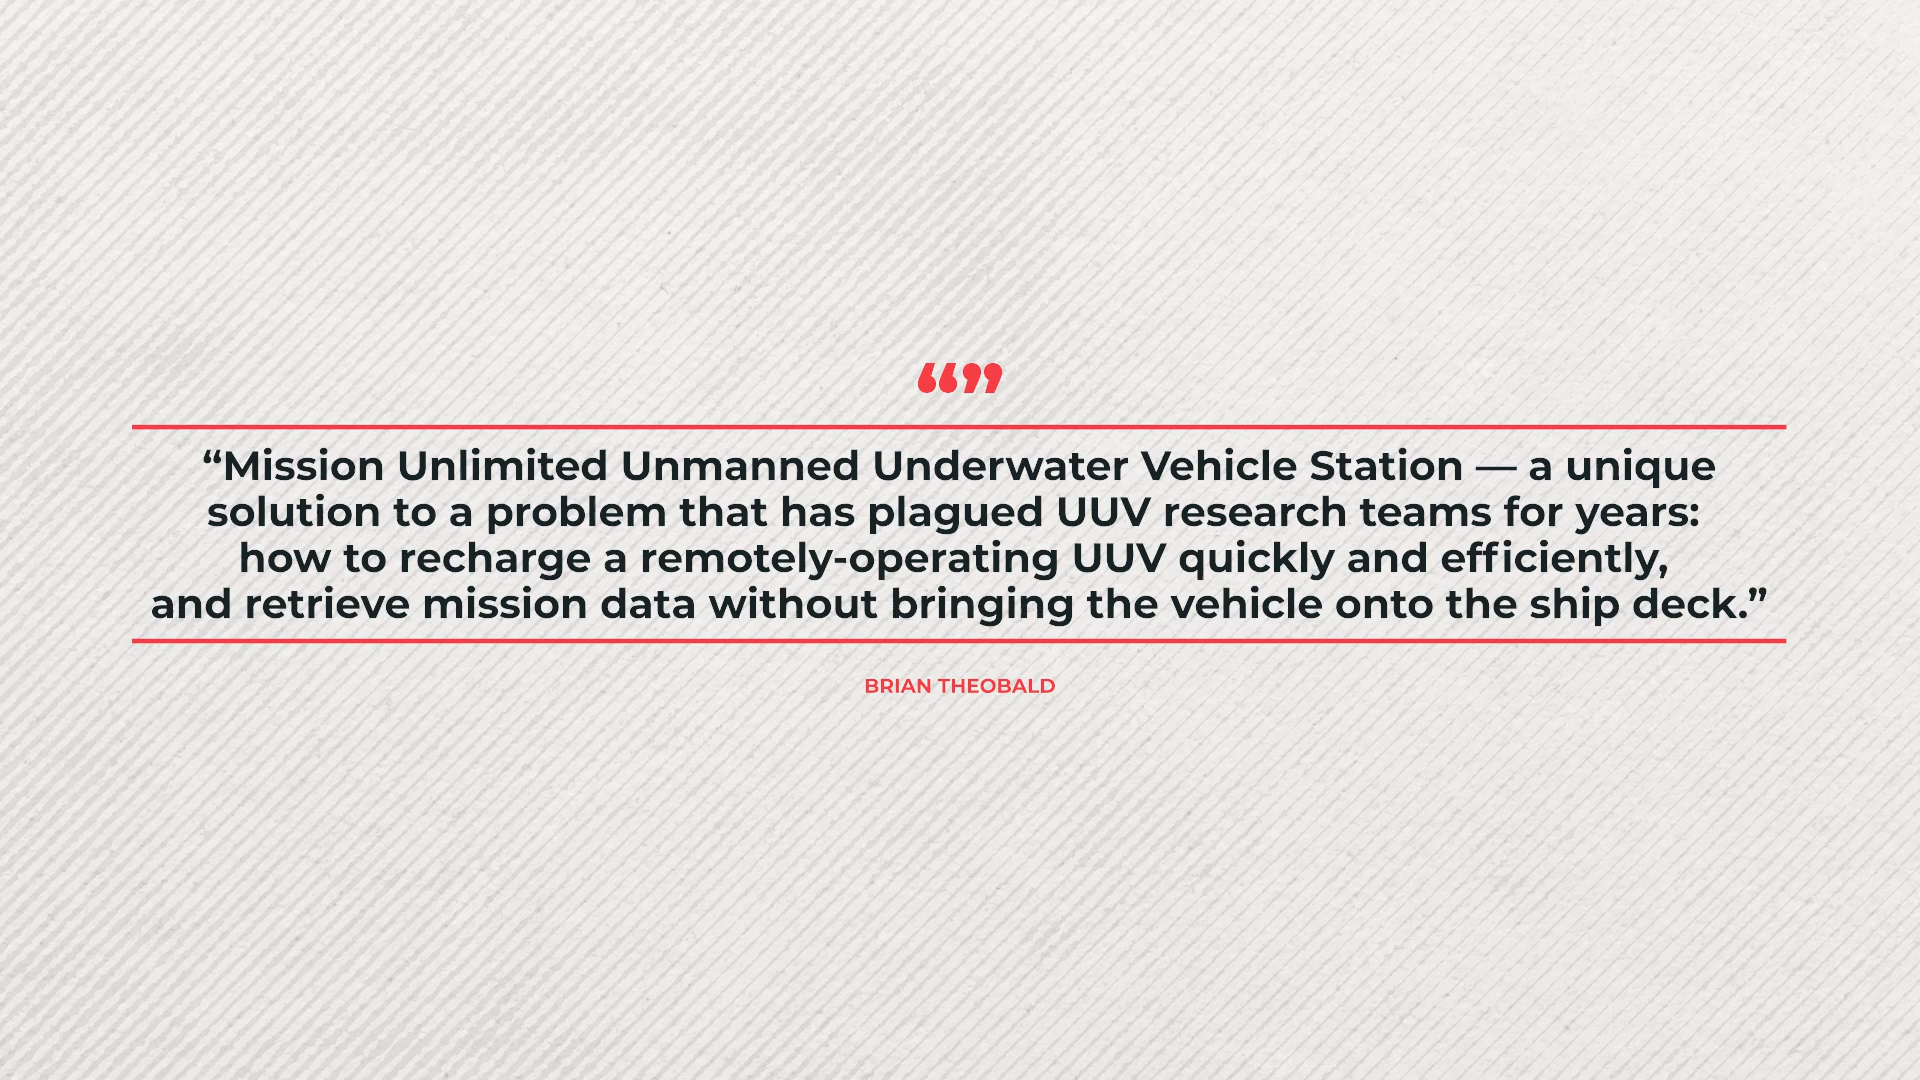 “”
“Mission Unlimited Unmanned Underwater Vehicle Station — a unique
solution to a problem that has plagued UUV research teams for years:
how to recharge a remotely-operating UUV quickly and efficiently,
and retrieve mission data without bringing the vehicle onto the ship deck.”
BRIAN THEOBALD